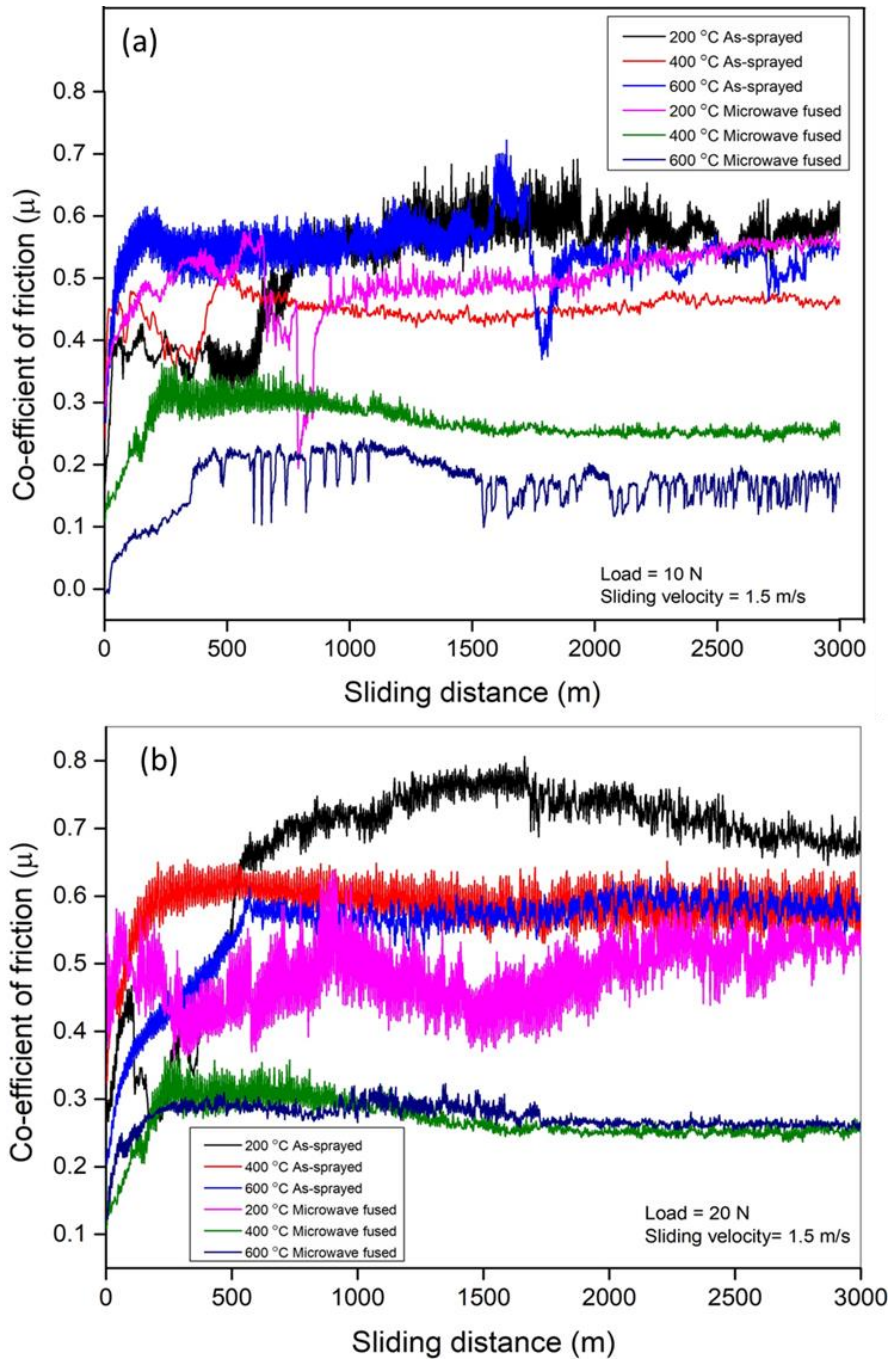 (a)
200 °C As-sprayed
400 °C As-sprayed
600 °C As-sprayed
200 °C Microwave fused
400 °C Microwave fused
600 °C Microwave fused
0.8
0.7
0.6
0.5
0.4
0.3
0.2
0.1
0.0
Co-efficient of friction (μ)
Load = 10 N
Sliding velocity = 1.5 m/s
0 500 1000 1500 2000 2500 3000
Sliding distance (m)
(b)
0.8
0.7
0.6
0.5
0.4
0.3
0.2
0.1
Co-efficient of friction (μ)
200 °C As-sprayed
400 °C As-sprayed
600 °C As-sprayed
200 °C Microwave fused
400 °C Microwave fused
600 °C Microwave fused
Load = 20 N
Sliding velocity= 1.5 m/s
0 500 1000 1500 2000 2500 3000
Sliding distance (m)